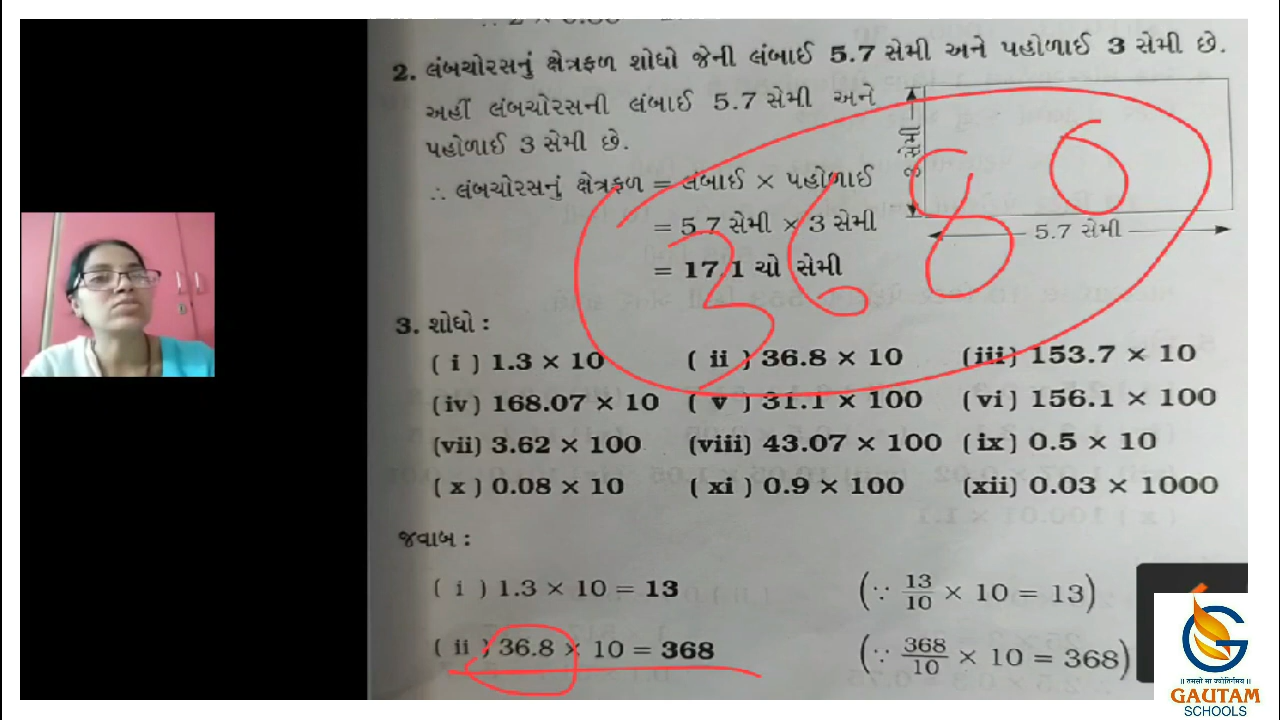 2. લંબચોરસનું ક્ષેત્રફળ શોધો જેની લંબાઈ 5.7 સેમી અને પહોળાઈ 3 સેમી છે.
અહીં લંબચોરસની લંબાઈ 5.7 સેમી અને
પહોળાઈ 3 સેમી છે.
∴ લંબચોરસનું ક્ષેત્રફળ = લંબાઈ × પહોળાઈ
= 5.7 સેમી × 3 સેમી
= 17.1 ચો સેમી
3 સેમી
5.7 સેમી
3680
3. શોધો :
( i ) 1.3 × 10 ( ii ) 36.8 × 10 (iii) 153.7 × 10
(iv) 168.07 × 10 ( v ) 31.1 × 100 (vi) 156.1 × 100
(vii) 3.62 × 100 (viii) 43.07 × 100 (ix) 0.5 × 10
( x ) 0.08 × 10 ( xi ) 0.9 × 100 (xii) 0.03 × 1000
જવાબ :
( i ) 1.3 × 10 = 13 (∵ 13/10 × 10 = 13)
( ii ) 36.8 × 10 = 368 (∵ 368/10 × 10 = 368)
|| तमसो मा ज्योतिर्गमय ||
GAUTAM
SCHOOLS